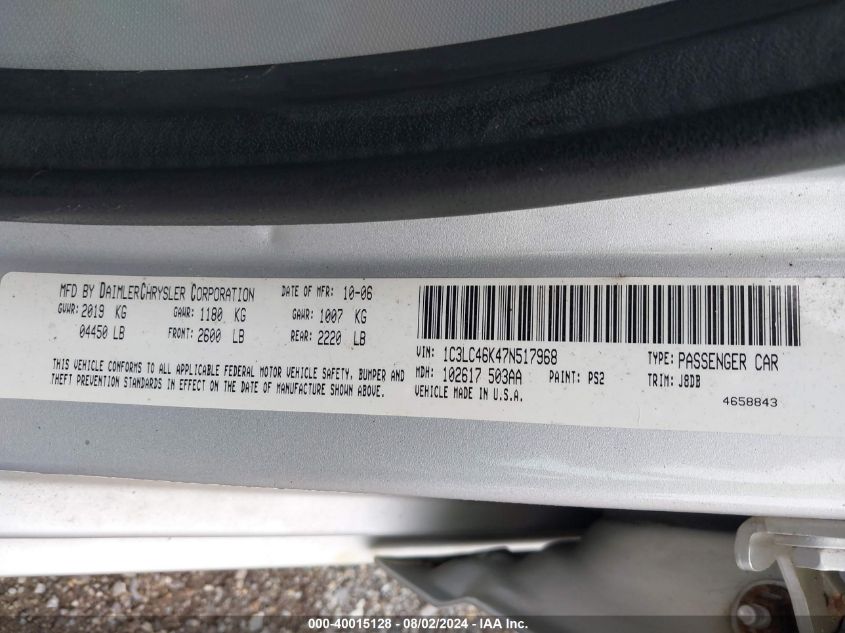 MFD BY DAIMLERCHRYSLER CORPORATION DATE OF MFR: 10-06
GVWR: 2019 KG GAWR: 1180 KG GAWR: 1007 KG
04450 LB FRONT: 2600 LB REAR: 2220 LB
THIS VEHICLE CONFORMS TO ALL APPLICABLE FEDERAL MOTOR VEHICLE SAFETY, BUMPER AND
THEFT PREVENTION STANDARDS IN EFFECT ON THE DATE OF MANUFACTURE SHOWN ABOVE.
VIN: 1C3LC46K47N517968 TYPE: PASSENGER CAR
MDH: 102617 503AA PAINT: PS2 TRIM: J8DB
VEHICLE MADE IN U.S.A.
4658843
000-40015128 - 08/02/2024 - IAA Inc.